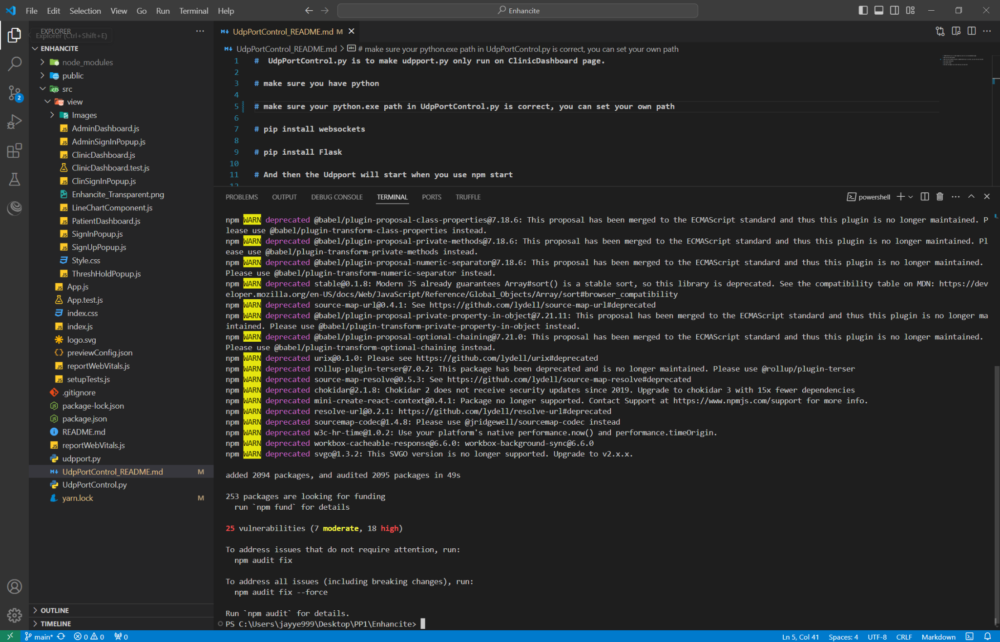 File Edit Selection View Go Run Terminal Help
Enhancite
EXPLORER
Explorer (Ctrl+Shift+E)
ENHANCITE
node_modules
public
src
view
Images
AdminDashboard.js
AdminSignInPopup.js
ClinicDashboard.js
ClinicDashboard.test.js
ClinSignInPopup.js
Enhancite_Transparent.png
LineChartComponent.js
PatientDashboard.js
SignInPopup.js
SignUpPopup.js
Style.css
ThreshHoldPopup.js
App.js
App.test.js
index.css
index.js
logo.svg
previewConfig.json
reportWebVitals.js
setupTests.js
.gitignore
package-lock.json
package.json
README.md
reportWebVitals.js
udpport.py
UdpPortControl_README.md M
UdpPortControl.py
yarn.lock M
OUTLINE
TIMELINE
UdpPortControl_README.md M
UdpPortControl_README.md > # make sure your python.exe path in UdpPortControl.py is correct, you can set your own path
1 #  UdpPortControl.py is to make udpport.py only run on ClinicDashboard page.
2
3 # make sure you have python
4
5 # make sure your python.exe path in UdpPortControl.py is correct, you can set your own path
6
7 # pip install websockets
8
9 # pip install Flask
10
11 # And then the Udpport will start when you use npm start
12
PROBLEMS OUTPUT DEBUG CONSOLE TERMINAL PORTS TRUFFLE
powershell
npm WARN deprecated @babel/plugin-proposal-class-properties@7.18.6: This proposal has been merged to the ECMAScript standard and thus this plugin is no longer maintained. P
lease use @babel/plugin-transform-class-properties instead.
npm WARN deprecated @babel/plugin-proposal-private-methods@7.18.6: This proposal has been merged to the ECMAScript standard and thus this plugin is no longer maintained. Pl
ease use @babel/plugin-transform-private-methods instead.
npm WARN deprecated @babel/plugin-proposal-numeric-separator@7.18.6: This proposal has been merged to the ECMAScript standard and thus this plugin is no longer maintained.
Please use @babel/plugin-transform-numeric-separator instead.
npm WARN deprecated stable@0.1.8: Modern JS already guarantees Array#sort() is a stable sort, so this library is deprecated. See the compatibility table on MDN: https://dev
eloper.mozilla.org/en-US/docs/Web/JavaScript/Reference/Global_Objects/Array/sort#browser_compatibility
npm WARN deprecated source-map-url@0.4.1: See https://github.com/lydell/source-map-url#deprecated
npm WARN deprecated @babel/plugin-proposal-private-property-in-object@7.21.11: This proposal has been merged to the ECMAScript standard and thus this plugin is no longer ma
intained. Please use @babel/plugin-transform-private-property-in-object instead.
npm WARN deprecated @babel/plugin-proposal-optional-chaining@7.21.0: This proposal has been merged to the ECMAScript standard and thus this plugin is no longer maintained.
Please use @babel/plugin-transform-optional-chaining instead.
npm WARN deprecated urix@0.1.0: Please see https://github.com/lydell/urix#deprecated
npm WARN deprecated rollup-plugin-terser@7.0.2: This package has been deprecated and is no longer maintained. Please use @rollup/plugin-terser
npm WARN deprecated source-map-resolve@0.5.3: See https://github.com/lydell/source-map-resolve#deprecated
npm WARN deprecated chokidar@2.1.8: Chokidar 2 does not receive security updates since 2019. Upgrade to chokidar 3 with 15x fewer dependencies
npm WARN deprecated mini-create-react-context@0.4.1: Package no longer supported. Contact Support at https://www.npmjs.com/support for more info.
npm WARN deprecated resolve-url@0.2.1: https://github.com/lydell/resolve-url#deprecated
npm WARN deprecated sourcemap-codec@1.4.8: Please use @jridgewell/sourcemap-codec instead
npm WARN deprecated w3c-hr-time@1.0.2: Use your platform's native performance.now() and performance.timeOrigin.
npm WARN deprecated workbox-cacheable-response@6.6.0: workbox-background-sync@6.6.0
npm WARN deprecated svgo@1.3.2: This SVGO version is no longer supported. Upgrade to v2.x.x.
added 2094 packages, and audited 2095 packages in 49s
253 packages are looking for funding
run `npm fund` for details
25 vulnerabilities (7 moderate, 18 high)
To address issues that do not require attention, run:
npm audit fix
To address all issues (including breaking changes), run:
npm audit fix --force
Run `npm audit` for details.
PS C:\Users\jayye999\Desktop\PP1\Enhancite>
2
main* 0 0 0
Ln 5, Col 41 Spaces: 4 UTF-8 CRLF Markdown